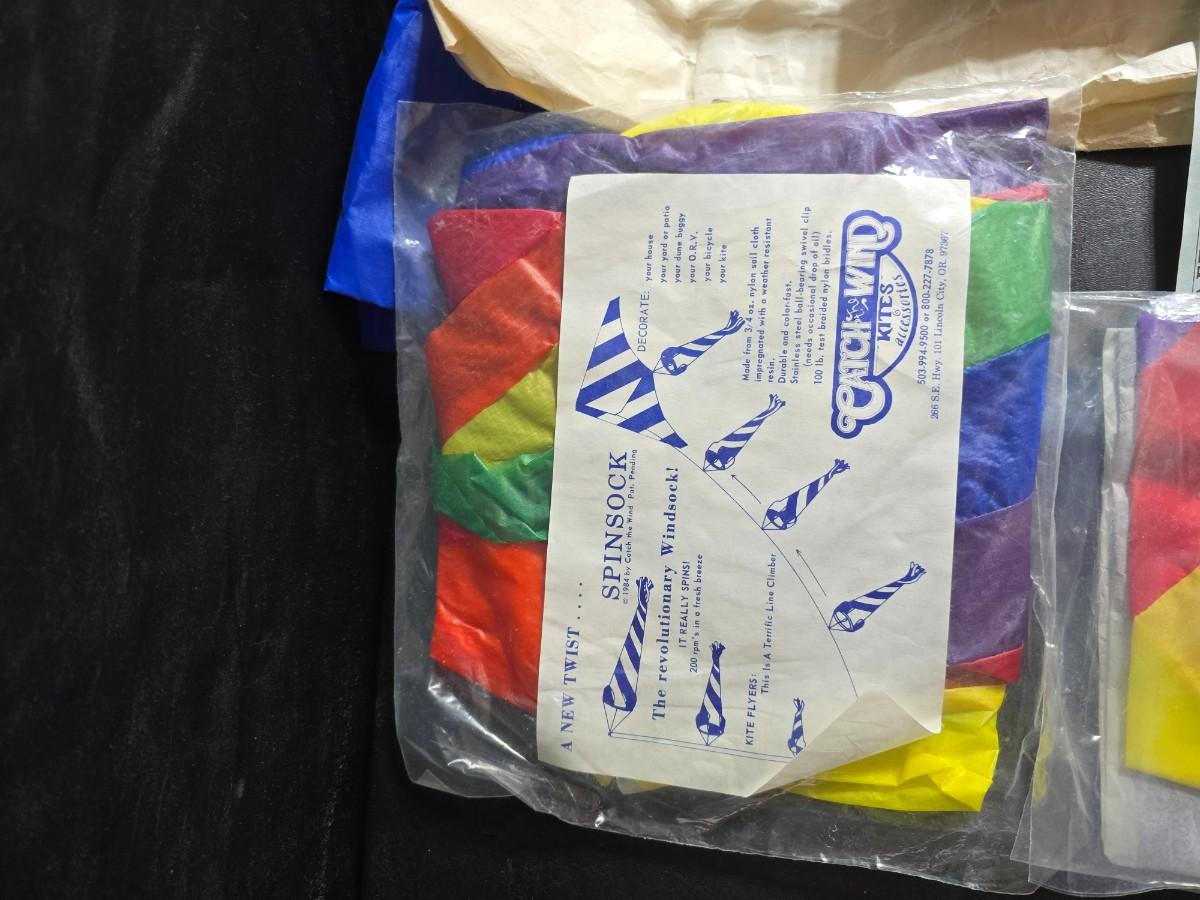 A NEW TWIST ....
SPINSOCK
© 1984 by Catch the Wind Pat. Pending
The revolutionary Windsock!
IT REALLY SPINS!
200 rpm's in a fresh breeze
KITE FLYERS:
This Is A Terrific Line Climber
DECORATE: your house
your yard or patio
your dune buggy
your O.R.V.
your bicycle
your kite
Made from 3/4 oz. nylon sail cloth
impregnated with a weather resistant
resin.
Durable and color-fast.
Stainless steel ball-bearing swivel clip
(needs occasional drop of oil)
100 lb. test braided nylon bridles.
CATCH the WIND
KITES
&
accessories
503-994-9500 or 800-227-7878
266 S.E. Hwy. 101 Lincoln City, OR. 97367